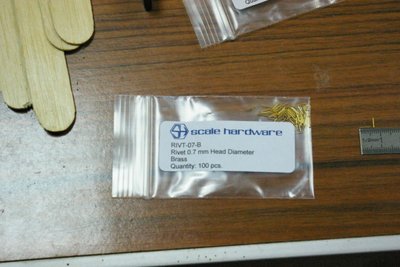 scale hardware
RIVT-07-B
Rivet 0.7 mm Head Diameter
Brass
Quantity: 100 pcs.